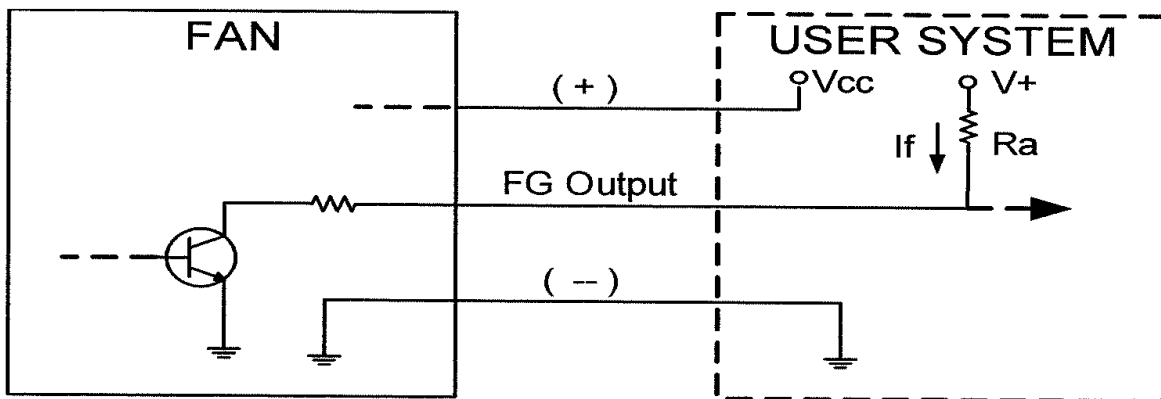 FAN
USER SYSTEM
( + )
Vcc
V+
If
Ra
FG Output
( -- )